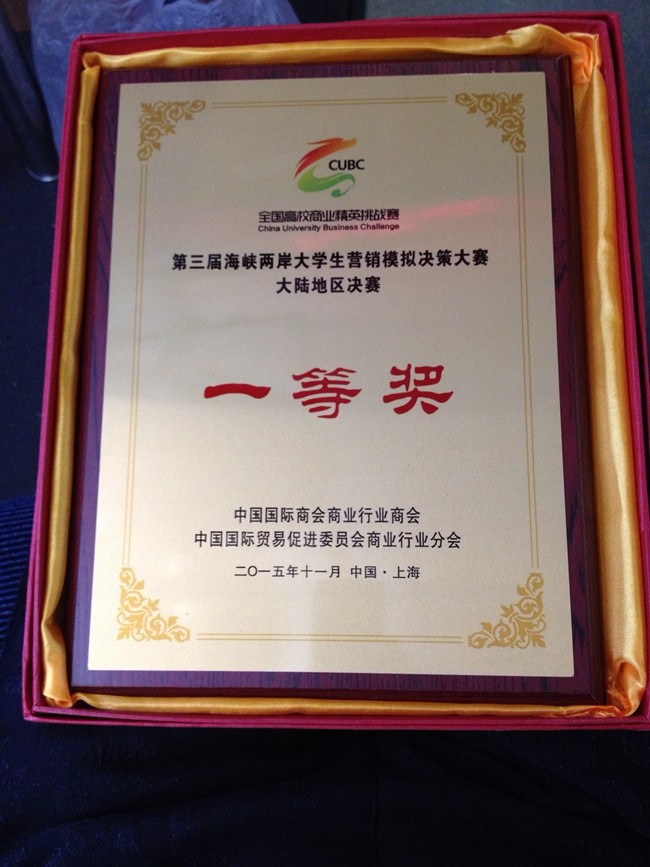 CUBC
全国高校商业精英挑战赛
China University Business Challenge
第三届海峡两岸大学生营销模拟决策大赛
大陆地区决赛
一等奖
中国国际商会商业行业商会
中国国际贸易促进委员会商业行业分会
二〇一五年十一月 中国·上海